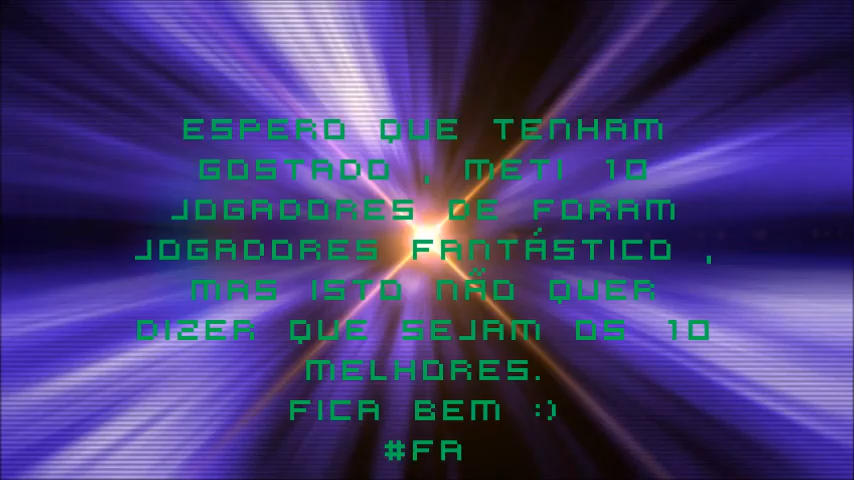 ESPERO QUE TENHAM
GOSTADO , METI 10
JOGADORES DE FORAM
JOGADORES FANTÁSTICO ,
MAS ISTO NÃO QUER
DIZER QUE SEJAM OS 10
MELHORES.
FICA BEM :)
#FA